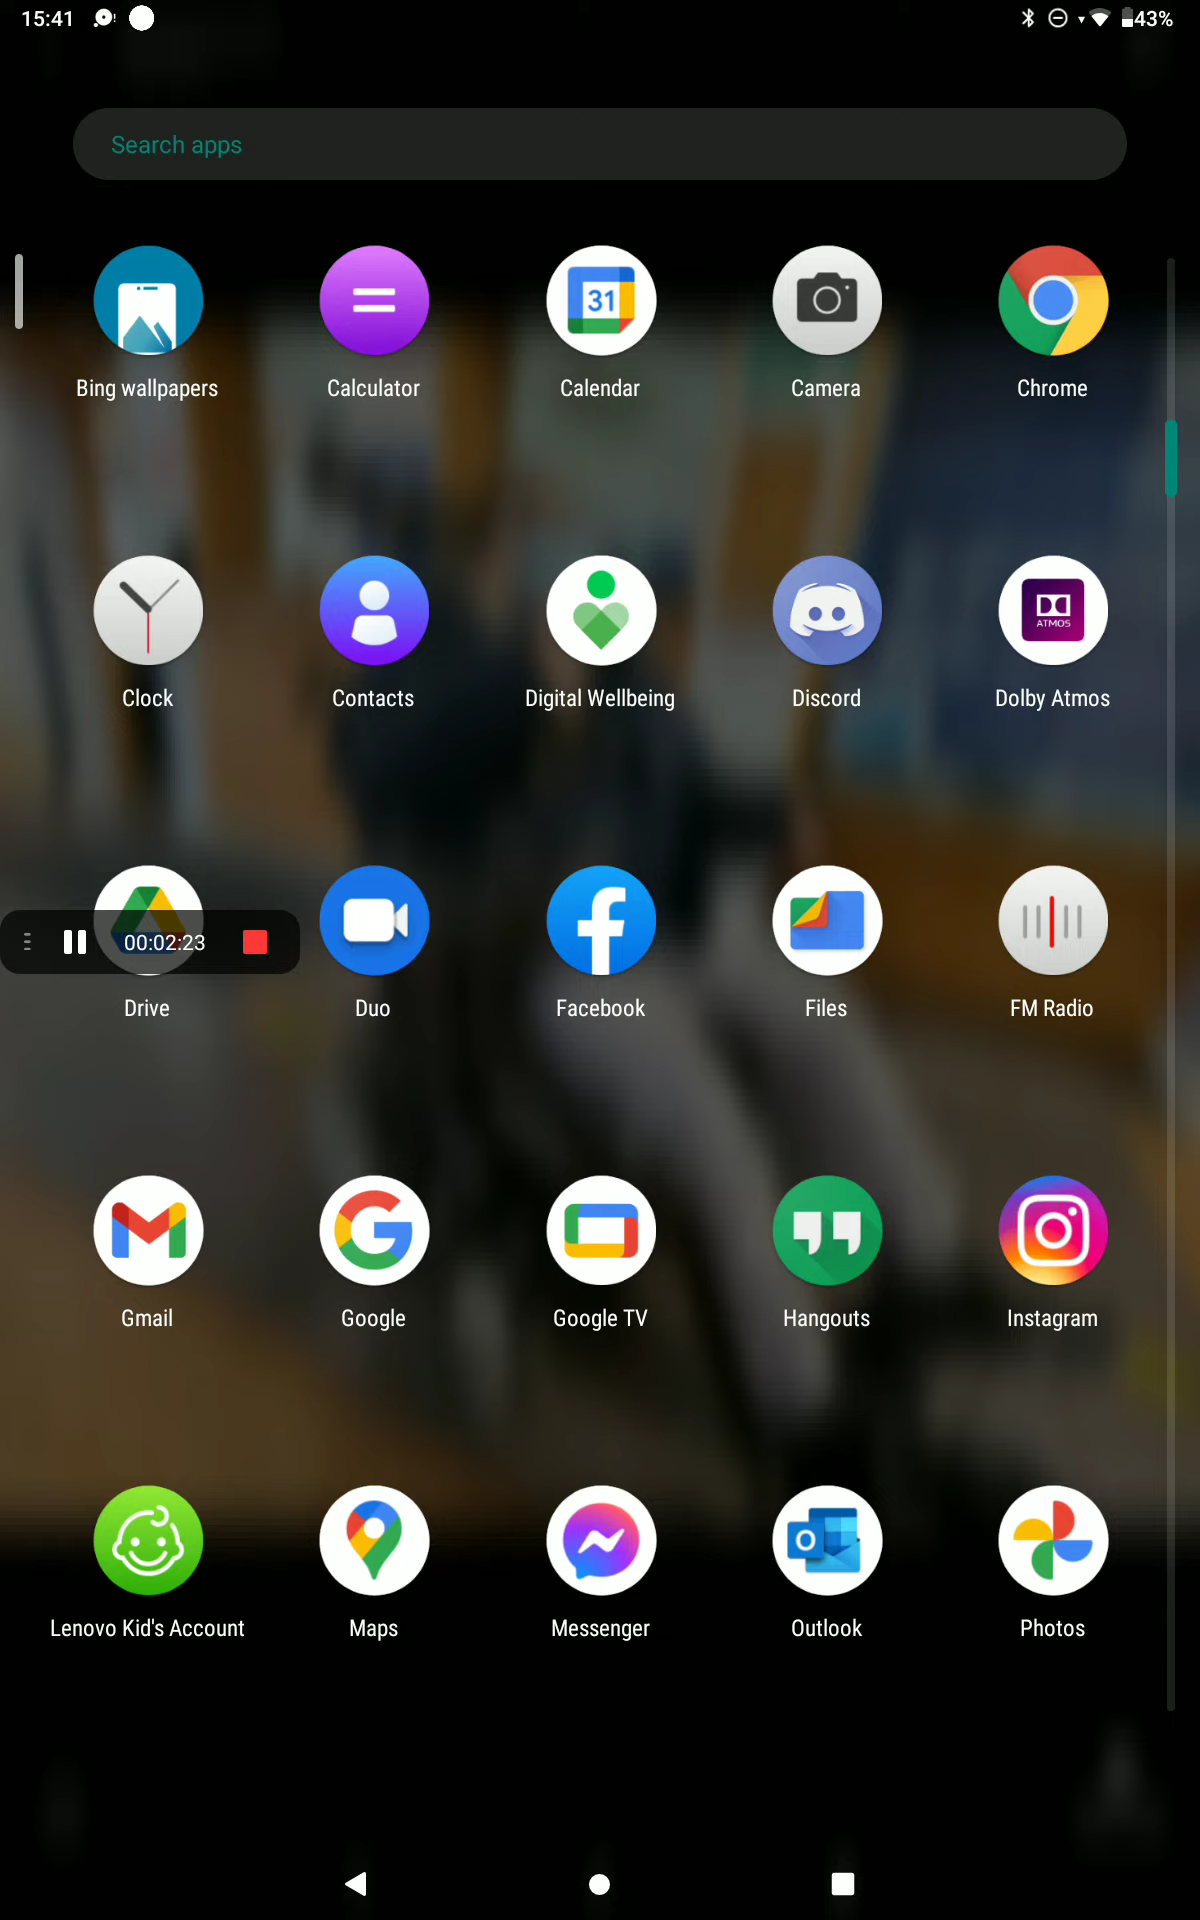 15:41
43%
Search apps
31
Bing wallpapers
Calculator
Calendar
Camera
Chrome
ATMOS
Clock
Contacts
Digital Wellbeing
Discord
Dolby Atmos
00:02:23
Drive
Duo
Facebook
Files
FM Radio
Gmail
Google
Google TV
Hangouts
Instagram
Lenovo Kid's Account
Maps
Messenger
Outlook
Photos